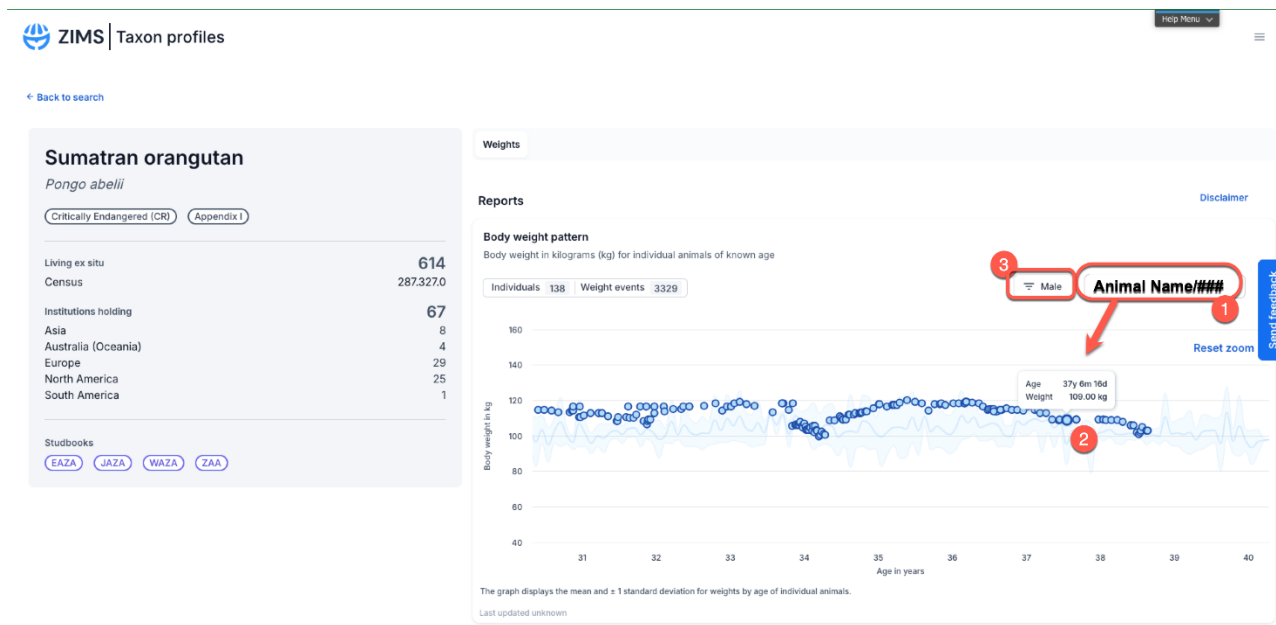 Help Menu
ZIMS Taxon profiles
← Back to search
Sumatran orangutan
Pongo abelii
Critically Endangered (CR) Appendix I
Living ex situ 614
Census 287.327.0
Institutions holding 67
Asia 8
Australia (Oceania) 4
Europe 29
North America 25
South America 1
Studbooks
EAZA JAZA WAZA ZAA
Weights
Reports Disclaimer
Body weight pattern
Body weight in kilograms (kg) for individual animals of known age
Individuals 138 Weight events 3329
3 Male Animal Name/###
1
Send feedback
Reset zoom
Age 37y 6m 16d
Weight 109.00 kg
2
Body weight in kg
160
140
120
100
80
60
40
31 32 33 34 35 36 37 38 39 40
Age in years
The graph displays the mean and ± 1 standard deviation for weights by age of individual animals.
Last updated unknown